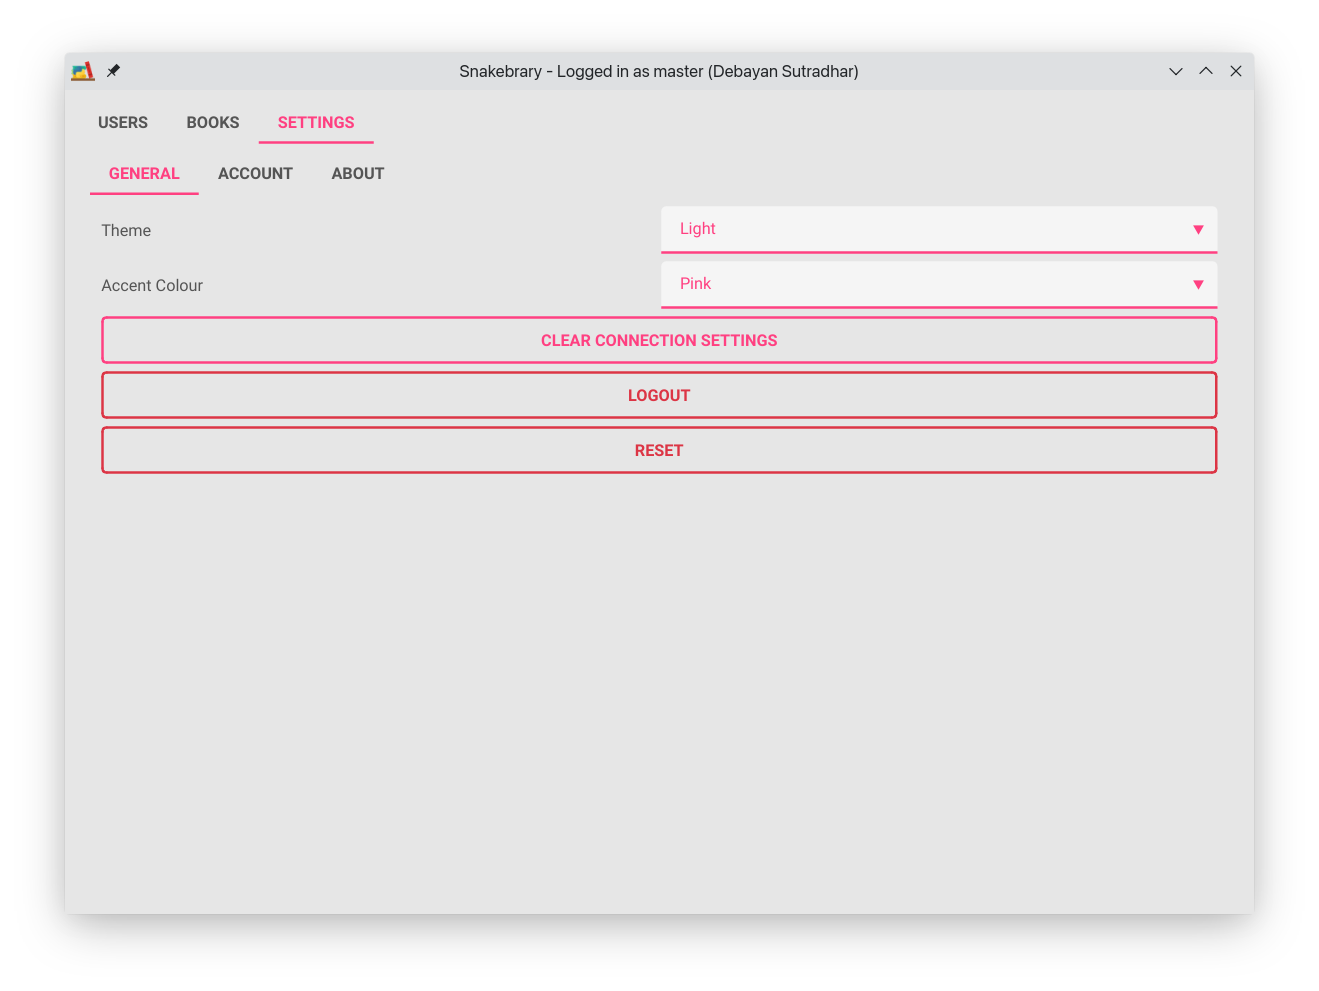 Snakebrary - Logged in as master (Debayan Sutradhar)
USERS BOOKS SETTINGS
GENERAL ACCOUNT ABOUT
Theme Light
Accent Colour Pink
CLEAR CONNECTION SETTINGS
LOGOUT
RESET